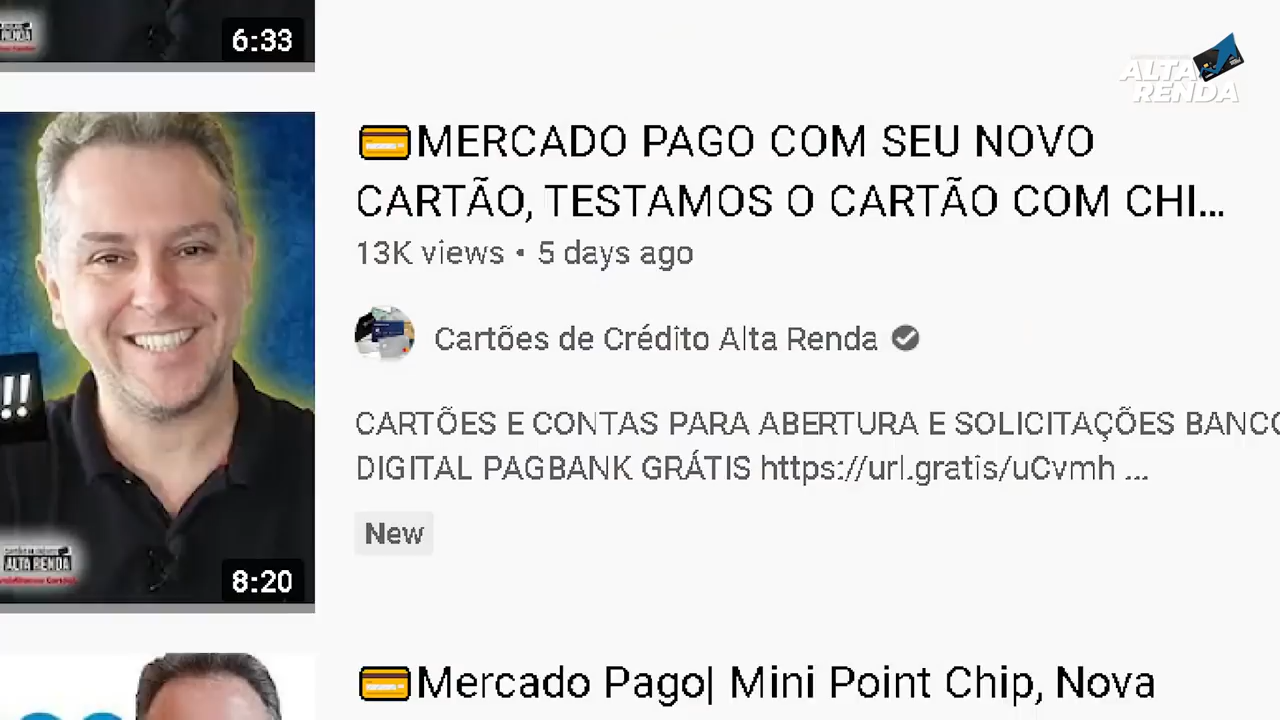 RENDA
6:33
ALTA
RENDA
💳MERCADO PAGO COM SEU NOVO
CARTÃO, TESTAMOS O CARTÃO COM CHI...
13K views • 5 days ago
Cartões de Crédito Alta Renda
CARTÕES E CONTAS PARA ABERTURA E SOLICITAÇÕES BANCO
DIGITAL PAGBANK GRÁTIS https://url.gratis/uCvmh ...
New
!!
ALTA RENDA
8:20
💳Mercado Pago| Mini Point Chip, Nova